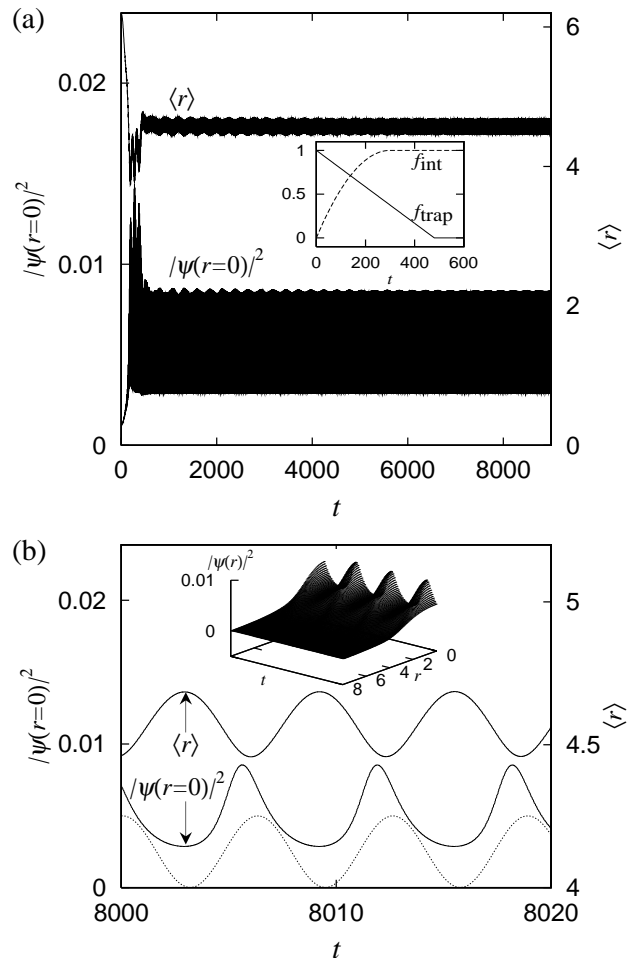 (a)
6
0.02
⟨r⟩
4
1
f_int
0.5
f_trap
0
0 200 400 600
t
|ψ(r=0)|²
0.01
⟨r⟩
|ψ(r=0)|²
2
0
0
0 2000 4000 6000 8000
t
(b)
|ψ(r)|²
0.01
0
t
8 6 4 2 0
r
0.02
5
|ψ(r=0)|²
0.01
⟨r⟩
4.5
⟨r⟩
|ψ(r=0)|²
0
4
8000 8010 8020
t